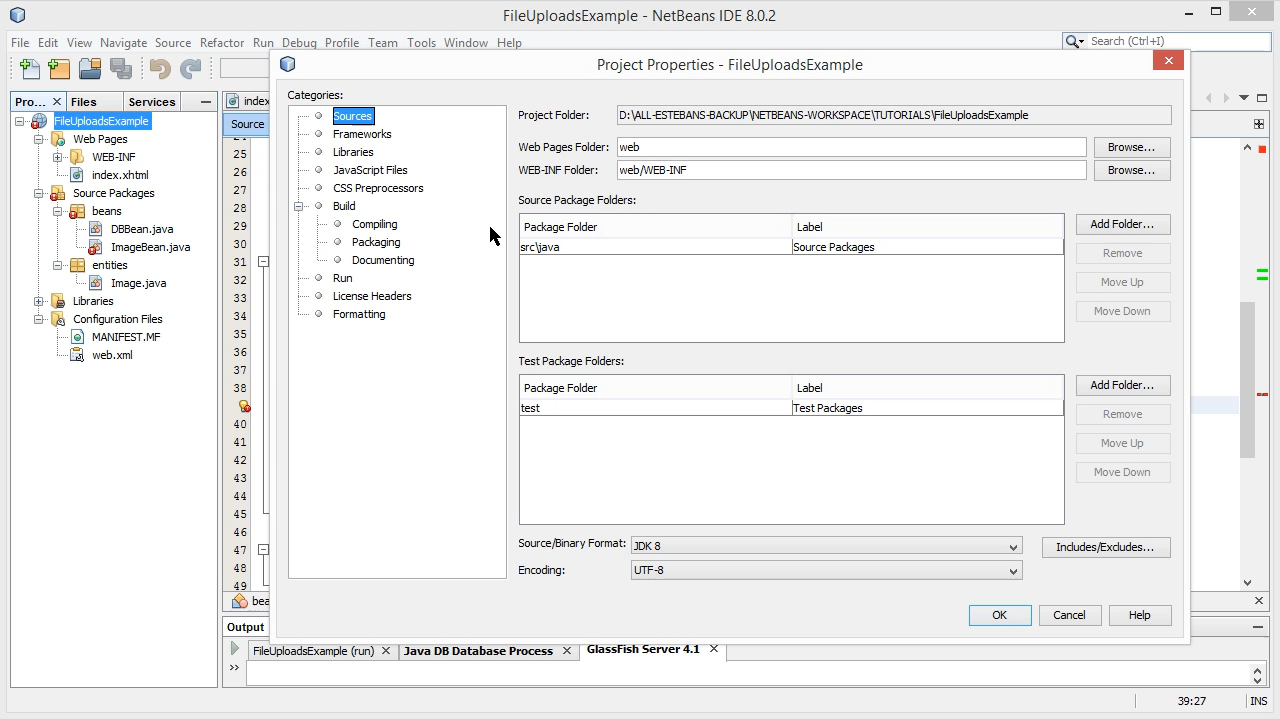 FileUploadsExample - NetBeans IDE 8.0.2
File Edit View Navigate Source Refactor Run Debug Profile Team Tools Window Help
Search (Ctrl+I)
Pro... Files Services
FileUploadsExample
Web Pages
WEB-INF
index.xhtml
Source Packages
beans
DBBean.java
ImageBean.java
entities
Image.java
Libraries
Configuration Files
MANIFEST.MF
web.xml
index
Source
25
26
27
28
29
30
31
32
33
34
35
36
37
38
40
41
42
43
44
45
46
47
48
49
bea
Project Properties - FileUploadsExample
Categories:
Sources
Frameworks
Libraries
JavaScript Files
CSS Preprocessors
Build
Compiling
Packaging
Documenting
Run
License Headers
Formatting
Project Folder: D:\ALL-ESTEBANS-BACKUP\NETBEANS-WORKSPACE\TUTORIALS\FileUploadsExample
Web Pages Folder: web Browse...
WEB-INF Folder: web/WEB-INF Browse...
Source Package Folders:
Package Folder Label
src\java Source Packages
Add Folder...
Remove
Move Up
Move Down
Test Package Folders:
Package Folder Label
test Test Packages
Add Folder...
Remove
Move Up
Move Down
Source/Binary Format: JDK 8 Includes/Excludes...
Encoding: UTF-8
OK Cancel Help
Output
FileUploadsExample (run) Java DB Database Process GlassFish Server 4.1
39:27 INS